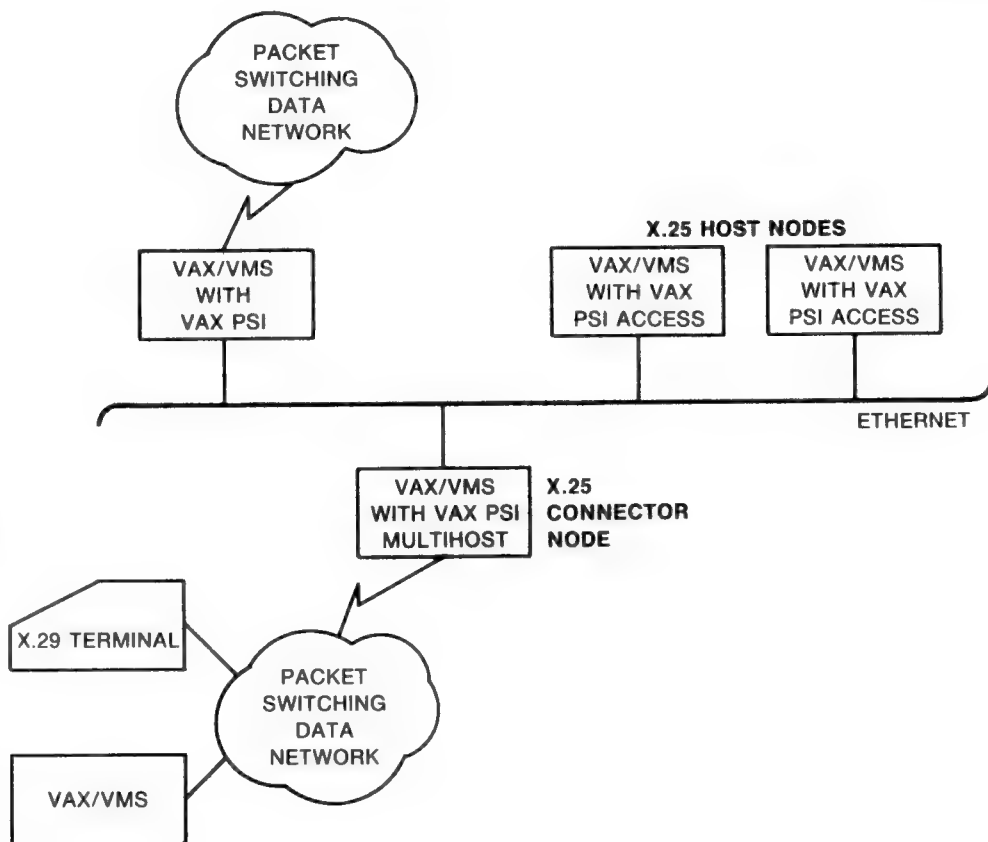 PACKET
SWITCHING
DATA
NETWORK
X.25 HOST NODES
VAX/VMS
WITH
VAX PSI
VAX/VMS
WITH VAX
PSI ACCESS
VAX/VMS
WITH VAX
PSI ACCESS
ETHERNET
VAX/VMS
WITH VAX PSI
MULTIHOST
X.25
CONNECTOR
NODE
X.29 TERMINAL
PACKET
SWITCHING
DATA
NETWORK
VAX/VMS